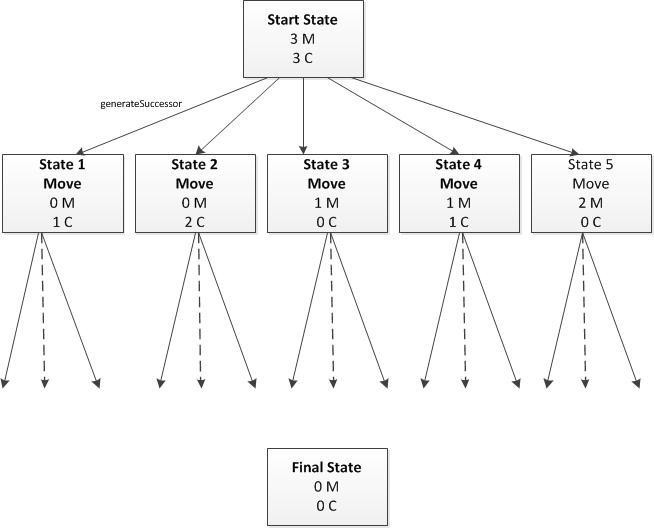 Start State
3 M
3 C
generateSuccessor
State 1
Move
0 M
1 C
State 2
Move
0 M
2 C
State 3
Move
1 M
0 C
State 4
Move
1 M
1 C
State 5
Move
2 M
0 C
Final State
0 M
0 C